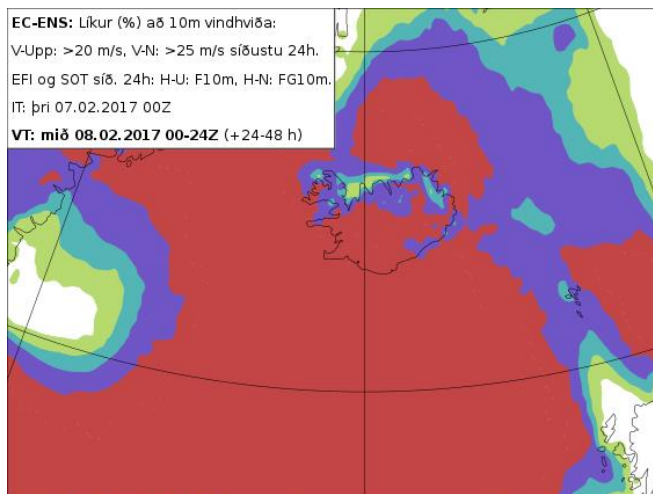 EC-ENS: Líkur (%) að 10m vindhviða:
V-Upp: >20 m/s, V-N: >25 m/s síðustu 24h.
EFI og SOT síð. 24h: H-U: F10m, H-N: FG10m.
IT: þri 07.02.2017 00Z
VT: mið 08.02.2017 00-24Z (+24-48 h)